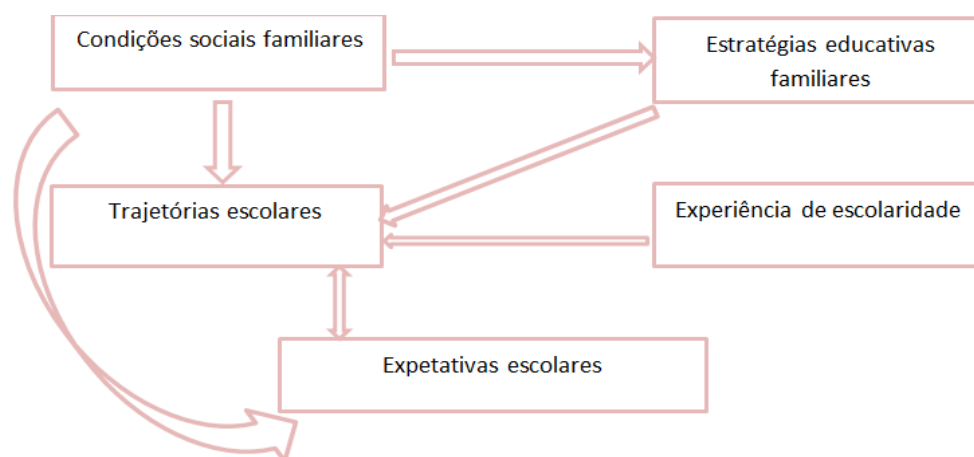 Condições sociais familiares
Estratégias educativas
familiares
Trajetórias escolares
Experiência de escolaridade
Expetativas escolares